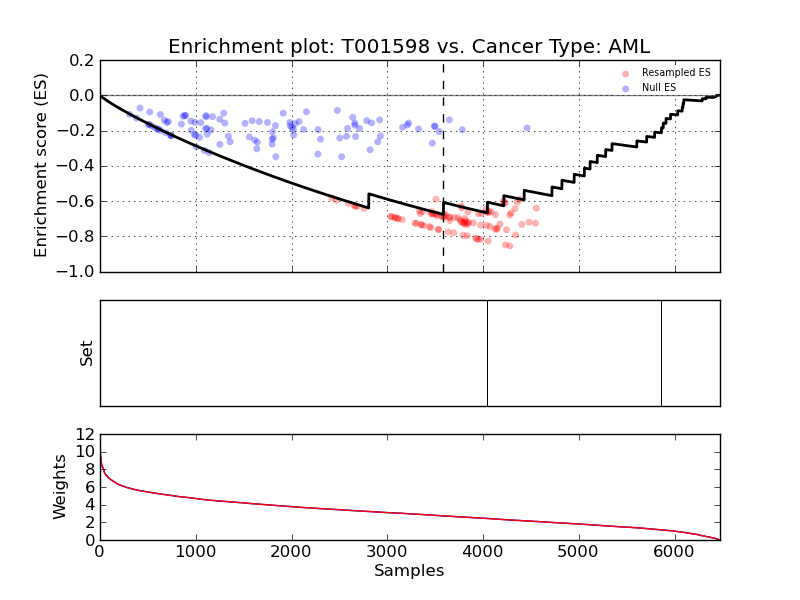 Enrichment plot: T001598 vs. Cancer Type: AML
0.2
0.0
−0.2
−0.4
−0.6
−0.8
−1.0
Enrichment score (ES)
Resampled ES
Null ES
Set
12
10
8
6
4
2
0
Weights
0 1000 2000 3000 4000 5000 6000
Samples